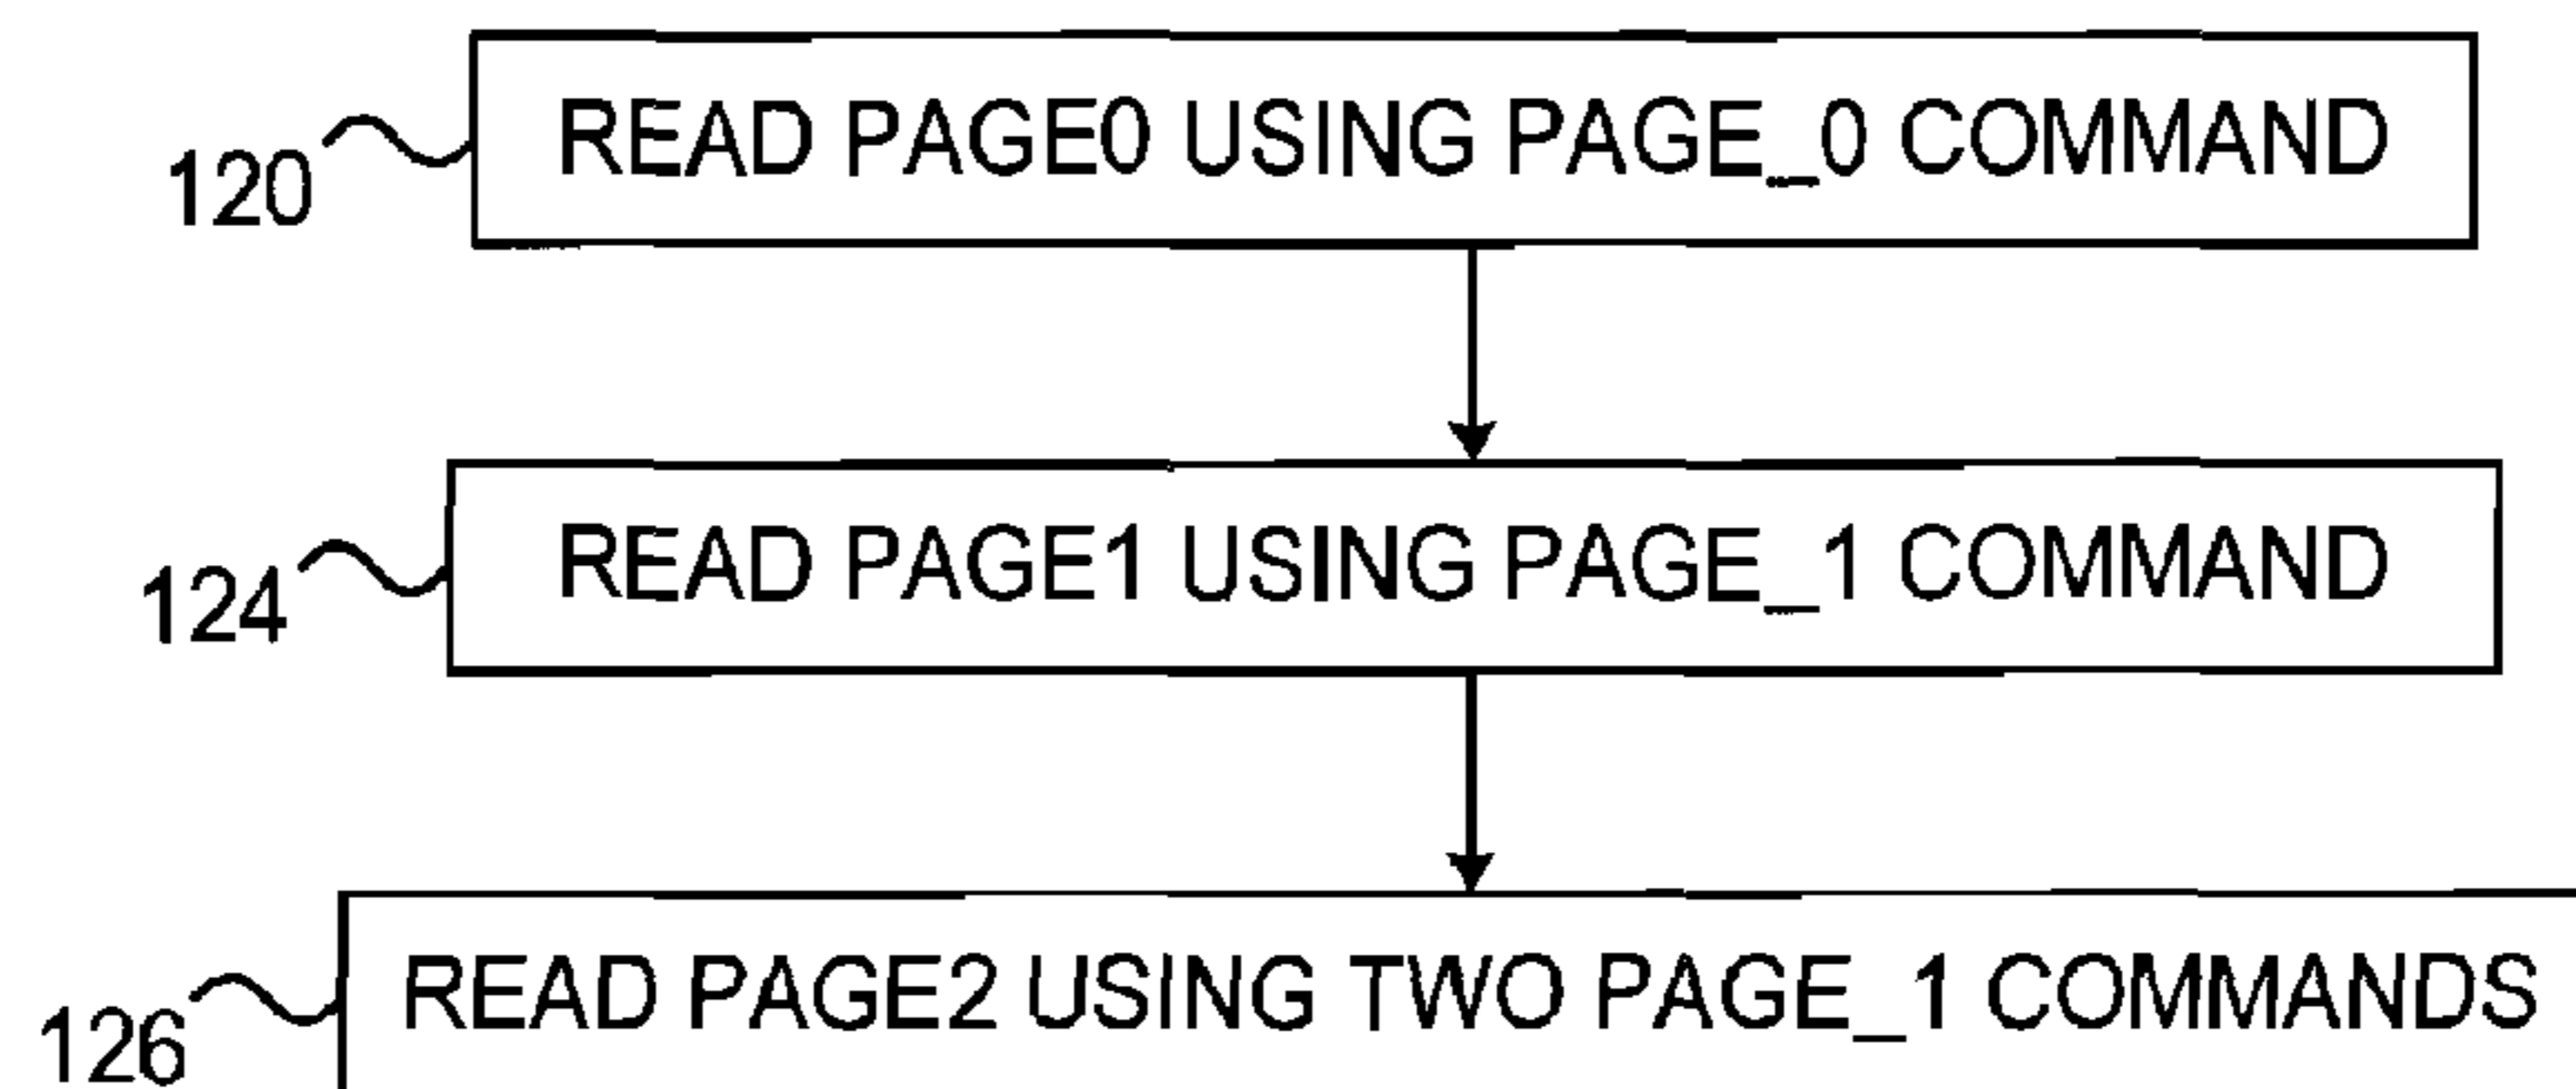 READ PAGE0 USING PAGE_0 COMMAND
120
READ PAGE1 USING PAGE_1 COMMAND
124
READ PAGE2 USING TWO PAGE_1 COMMANDS
126